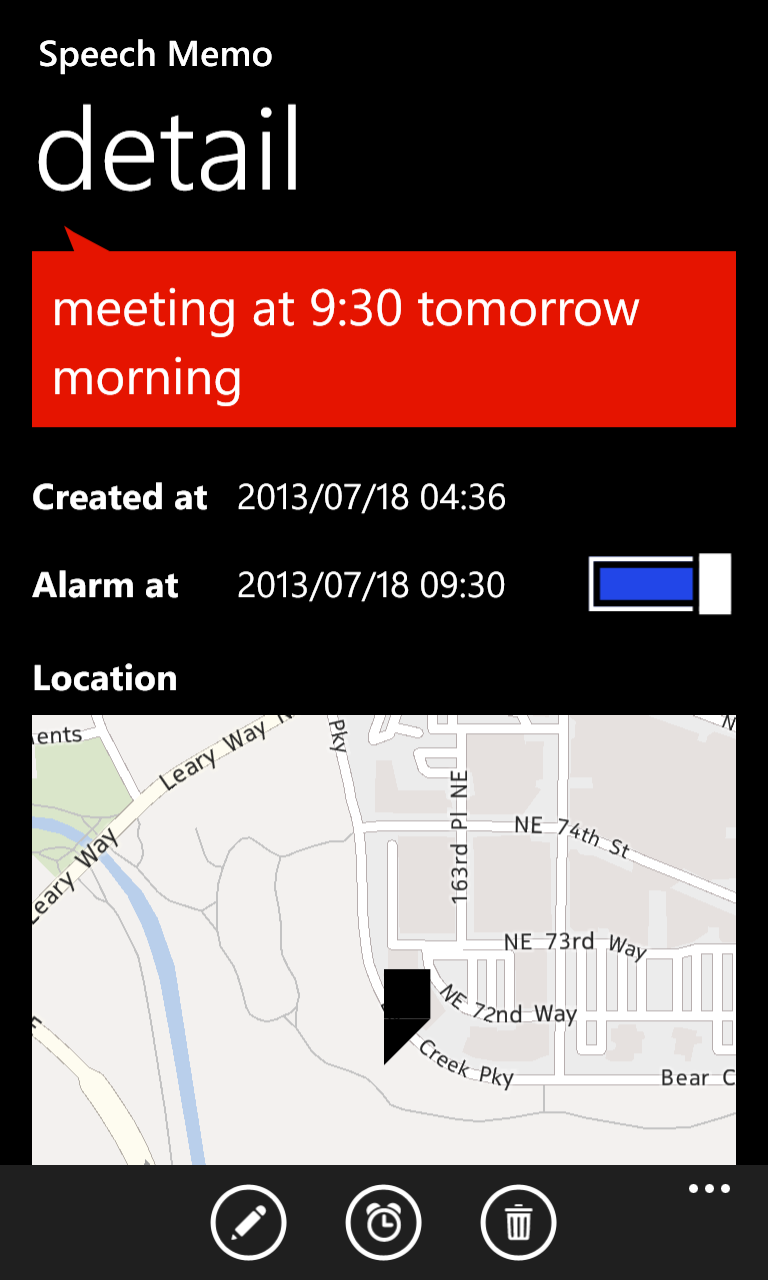 Speech Memo
detail
meeting at 9:30 tomorrow
morning
Created at 2013/07/18 04:36
Alarm at 2013/07/18 09:30
Location
Leary Way N
Pky
163rd Pl NE
NE 74th St
Leary Way
NE 73rd Way
NE 72nd Way
Creek Pky
Bear C